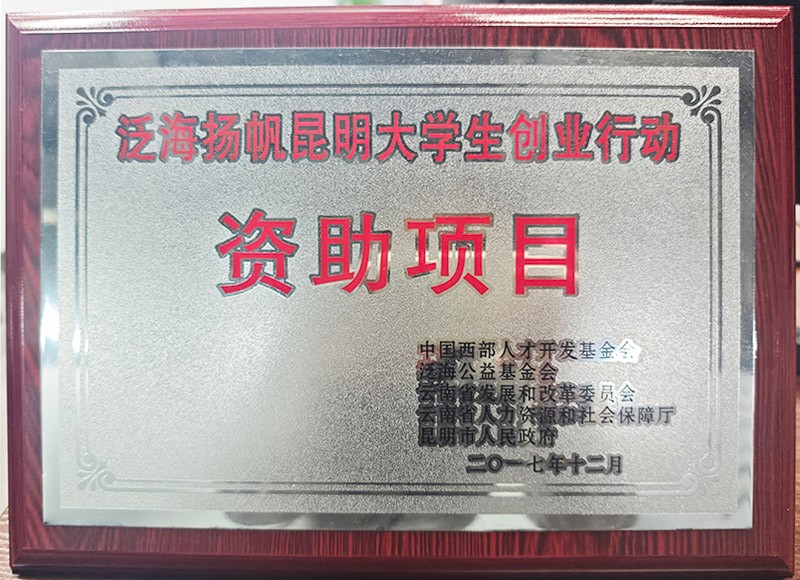 泛海扬帆昆明大学生创业行动
资助项目
中国西部人才开发基金会
泛海公益基金会
云南省发展和改革委员会
云南省人力资源和社会保障厅
昆明市人民政府
二〇一七年十二月